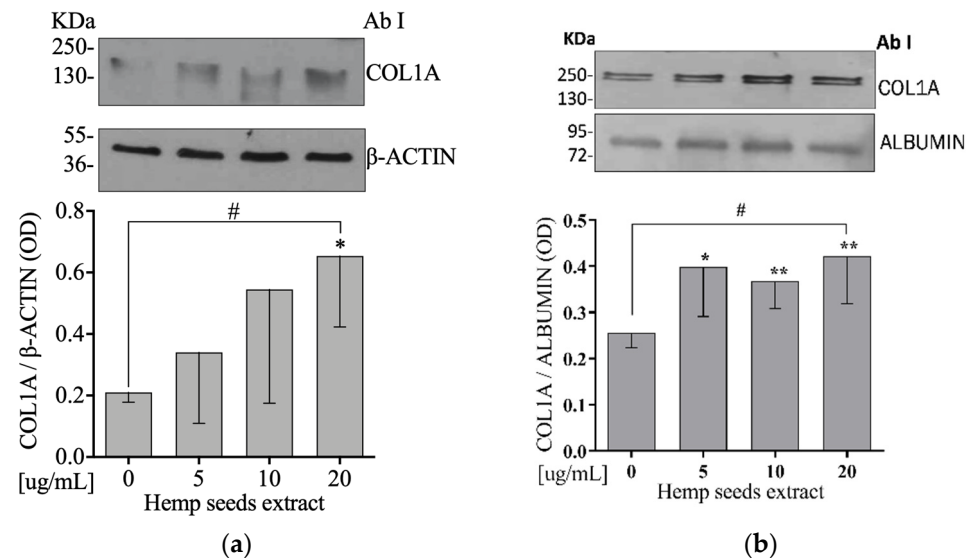 KDa
Ab I
250-
130-
COL1A
55-
36-
β-ACTIN
0.8
0.6
0.4
0.2
0.0
COL1A / β-ACTIN (OD)
#
*
[ug/mL]
0
5
10
20
Hemp seeds extract
(a)
KDa
Ab I
250-
130-
COL1A
95-
72-
ALBUMIN
0.5
0.4
0.3
0.2
0.1
0.0
COL1A / ALBUMIN (OD)
#
*
**
**
[ug/mL]
0
5
10
20
Hemp seeds extract
(b)